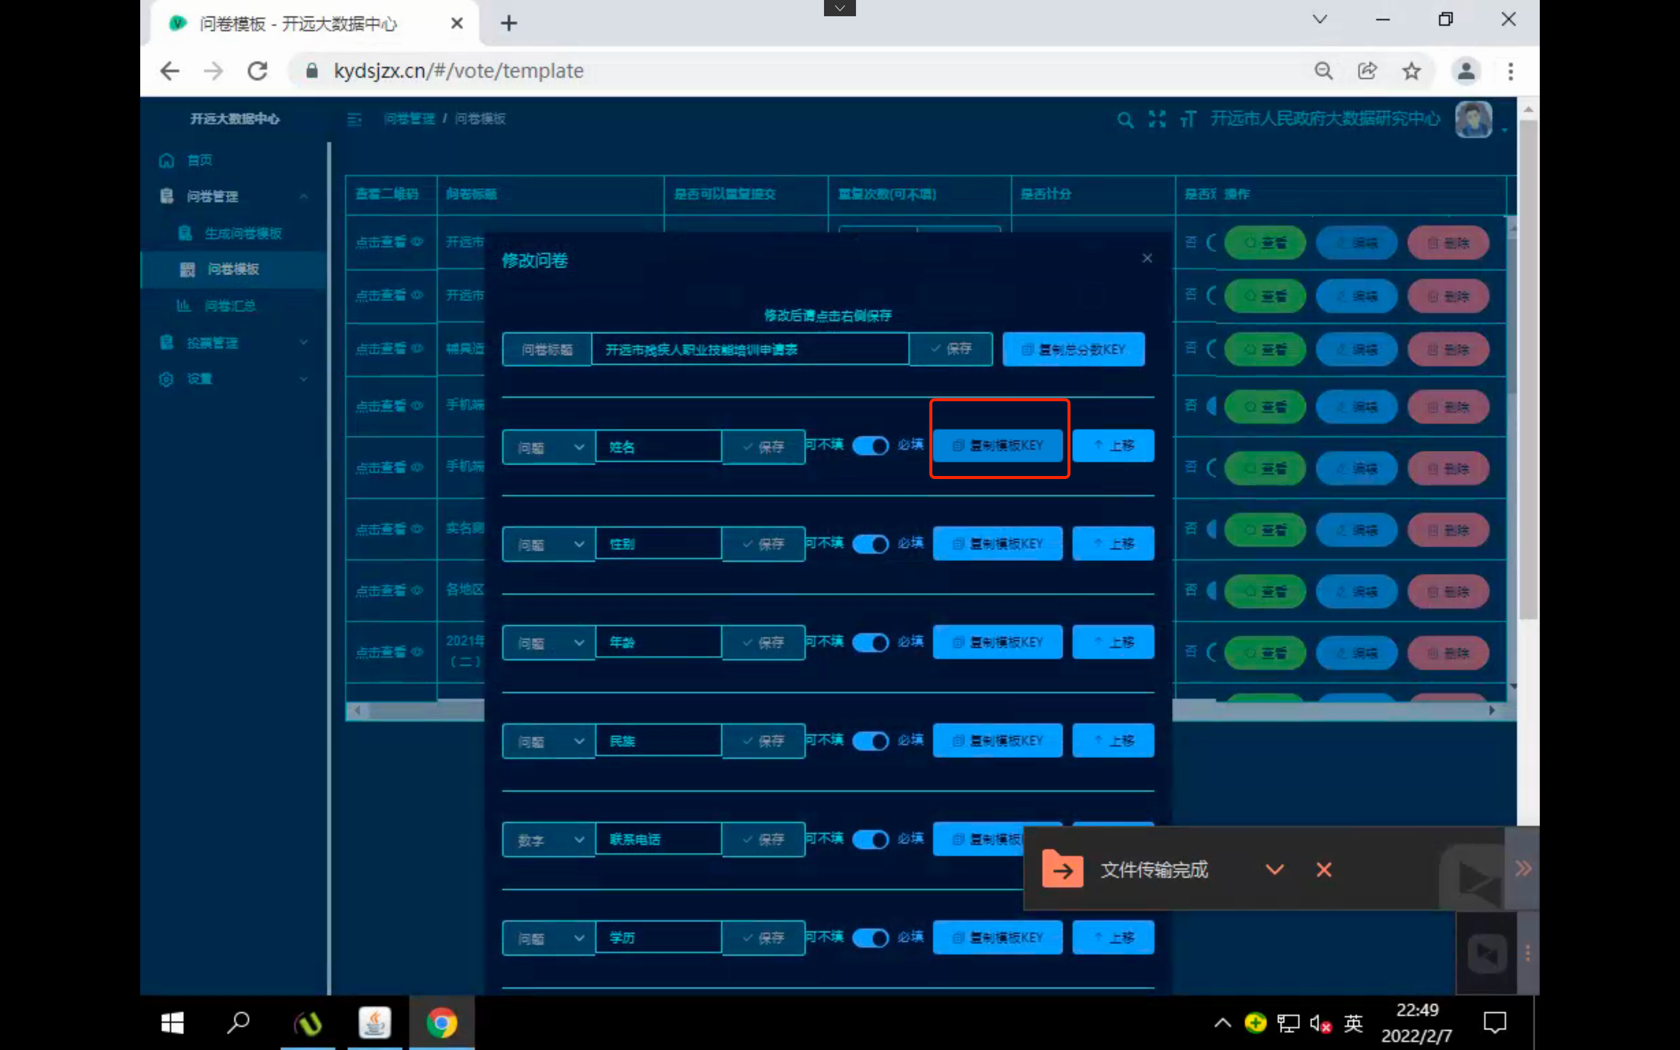 问卷模板 - 开远大数据中心
kydsjzx.cn/#/vote/template
开远大数据中心
问卷管理 / 问卷模板
开远市人民政府大数据研究中心
首页
问卷管理
生成问卷模板
问卷模板
问卷汇总
投票管理
设置
查看二维码 问卷标题 是否可以重复提交 重复次数(可不填) 是否计分 是否 操作
点击查看 开远市 否 查看 编辑 删除
点击查看 开远市 否 查看 编辑 删除
点击查看 辅具适 否 查看 编辑 删除
点击查看 手机端 否 查看 编辑 删除
点击查看 手机端 否 查看 编辑 删除
点击查看 实名 否 查看 编辑 删除
点击查看 各地区 否 查看 编辑 删除
点击查看 2021年 否 查看 编辑 删除
（二）
修改问卷
修改后请点击右侧保存
问卷标题 开远市残疾人职业技能培训申请表 保存 复制总分数KEY
问题 姓名 保存 可不填 必填 复制模板KEY 上移
问题 性别 保存 可不填 必填 复制模板KEY 上移
问题 年龄 保存 可不填 必填 复制模板KEY 上移
问题 民族 保存 可不填 必填 复制模板KEY 上移
数字 联系电话 保存 可不填 必填 复制模板K
问题 学历 保存 可不填 必填 复制模板KEY 上移
文件传输完成
英
22:49
2022/2/7